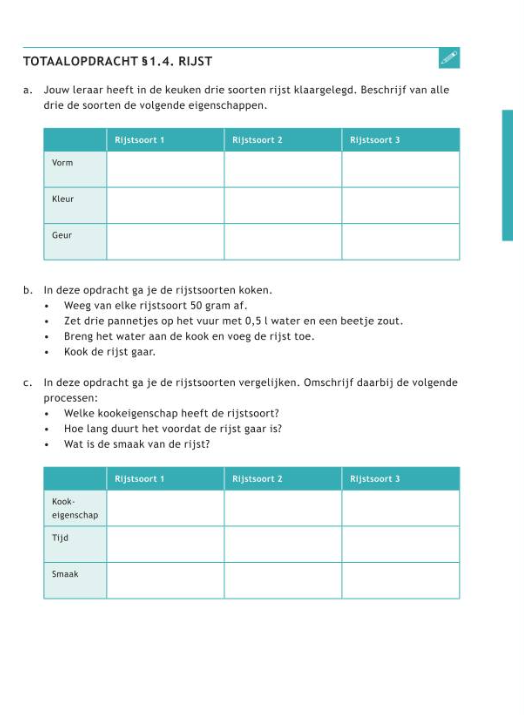 TOTAALOPDRACHT §1.4. RIJST
a. Jouw leraar heeft in de keuken drie soorten rijst klaargelegd. Beschrijf van alle
drie de soorten de volgende eigenschappen.
Rijstsoort 1 Rijstsoort 2 Rijstsoort 3
Vorm
Kleur
Geur
b. In deze opdracht ga je de rijstsoorten koken.
• Weeg van elke rijstsoort 50 gram af.
• Zet drie pannetjes op het vuur met 0,5 l water en een beetje zout.
• Breng het water aan de kook en voeg de rijst toe.
• Kook de rijst gaar.
c. In deze opdracht ga je de rijstsoorten vergelijken. Omschrijf daarbij de volgende
processen:
• Welke kookeigenschap heeft de rijstsoort?
• Hoe lang duurt het voordat de rijst gaar is?
• Wat is de smaak van de rijst?
Rijstsoort 1 Rijstsoort 2 Rijstsoort 3
Kook-
eigenschap
Tijd
Smaak